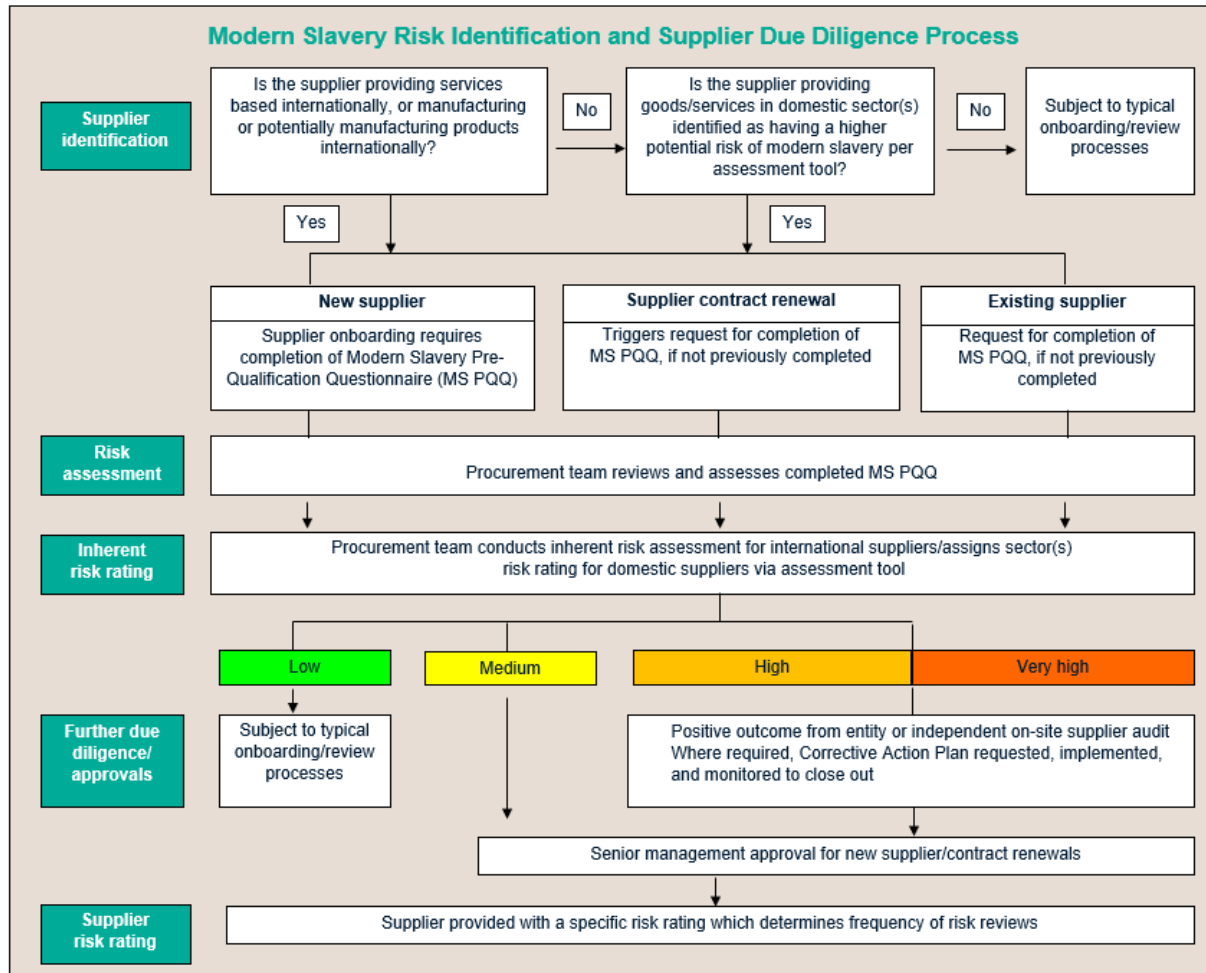 Modern Slavery Risk Identification and Supplier Due Diligence Process
Supplier
identification
Is the supplier providing services
based internationally, or manufacturing
or potentially manufacturing products
internationally?
No
Is the supplier providing
goods/services in domestic sector(s)
identified as having a higher
potential risk of modern slavery per
assessment tool?
No
Subject to typical
onboarding/review
processes
Yes
Yes
New supplier
Supplier onboarding requires
completion of Modern Slavery Pre-
Qualification Questionnaire (MS PQQ)
Supplier contract renewal
Triggers request for completion of
MS PQQ, if not previously completed
Existing supplier
Request for completion of
MS PQQ, if not previously
completed
Risk
assessment
Procurement team reviews and assesses completed MS PQQ
Inherent
risk rating
Procurement team conducts inherent risk assessment for international suppliers/assigns sector(s)
risk rating for domestic suppliers via assessment tool
Low
Medium
High
Very high
Further due
diligence/
approvals
Subject to typical
onboarding/review
processes
Positive outcome from entity or independent on-site supplier audit
Where required, Corrective Action Plan requested, implemented,
and monitored to close out
Senior management approval for new supplier/contract renewals
Supplier
risk rating
Supplier provided with a specific risk rating which determines frequency of risk reviews